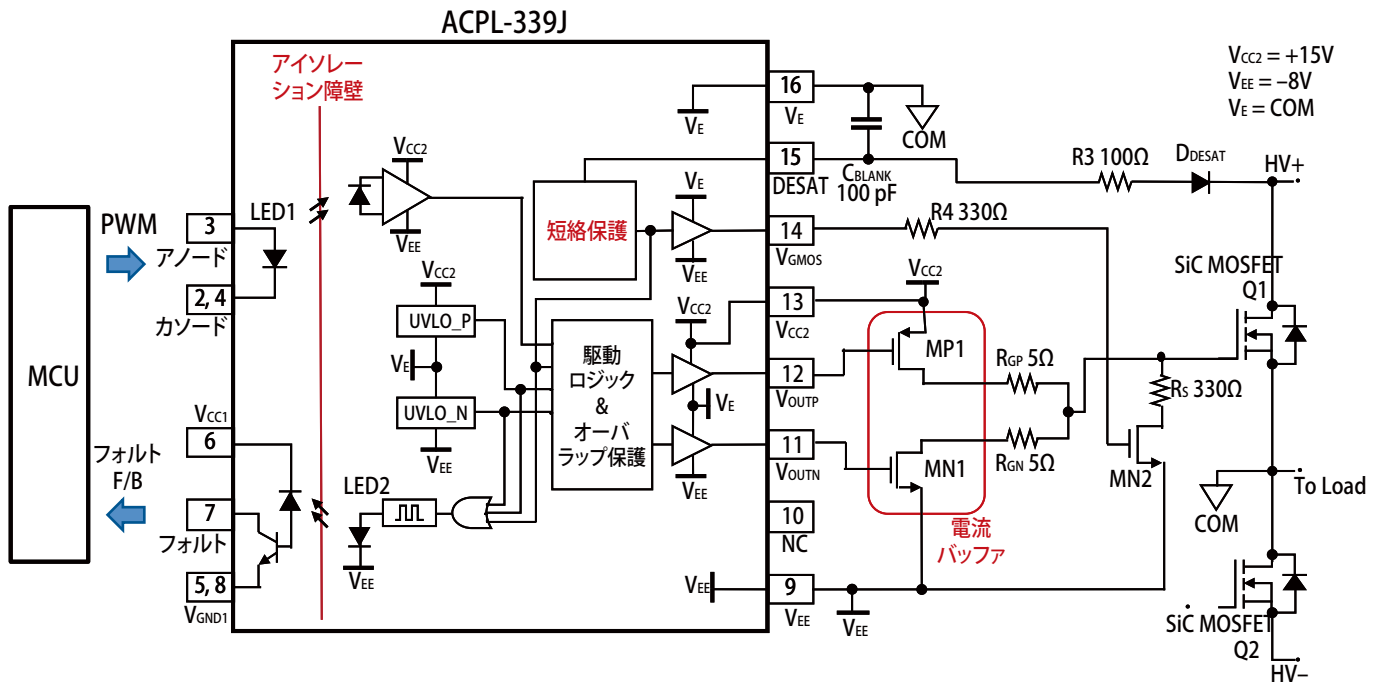 ACPL-339J
アイソレー
ション障壁
VCC2 = +15V
VEE = –8V
VE = COM
16
VE
VE
COM
VCC2
15
DESAT
CBLANK
100 pF
R3 100Ω
DDESAT
HV+
MCU
PWM
3
アノード
LED1
2, 4
カソード
VEE
短絡保護
VE
VEE
14
VGMOS
R4 330Ω
VCC2
SiC MOSFET
Q1
VCC2
UVLO_P
VE
UVLO_N
VEE
駆動
ロジック
&
オーバ
ラップ保護
VCC2
13
VCC2
MP1
12
VOUTP
VE
RGP 5Ω
RS 330Ω
11
VOUTN
VEE
MN1
RGN 5Ω
MN2
電流
バッファ
COM
To Load
VCC1
6
フォルト
F/B
7
フォルト
5, 8
VGND1
LED2
VEE
10
NC
VEE
9
VEE
VEE
SiC MOSFET
Q2
HV–